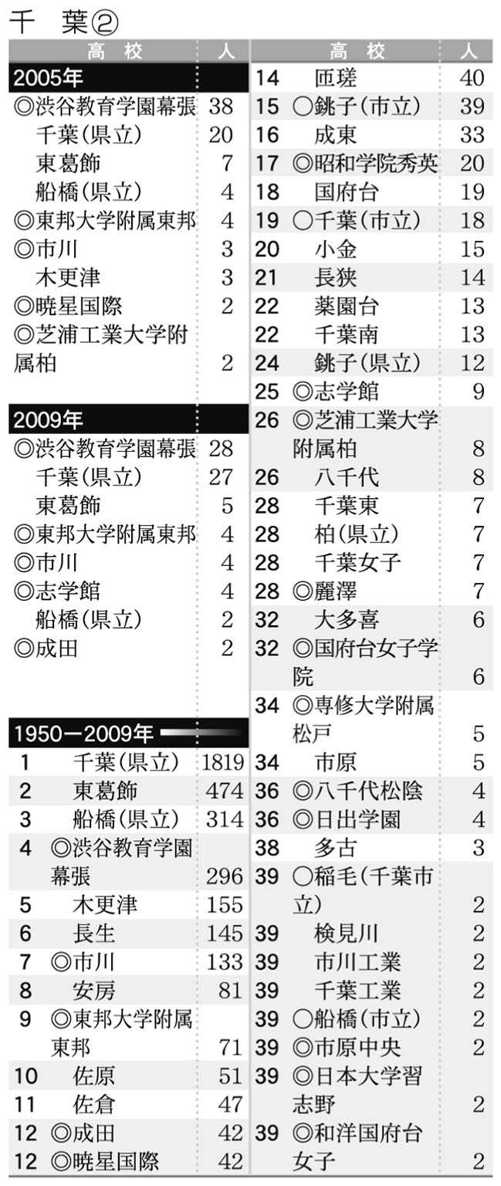 千　葉②
高　校　人
2005年
◎渋谷教育学園幕張 38
千葉(県立) 20
東葛飾 7
船橋(県立) 4
◎東邦大学附属東邦 4
◎市川 3
木更津 3
◎暁星国際 2
◎芝浦工業大学附
属柏 2
2009年
◎渋谷教育学園幕張 28
千葉(県立) 27
東葛飾 5
◎東邦大学附属東邦 4
◎市川 4
◎志学館 4
船橋(県立) 2
◎成田 2
1950－2009年
1 千葉(県立) 1819
2 東葛飾 474
3 船橋(県立) 314
4 ◎渋谷教育学園
幕張 296
5 木更津 155
6 長生 145
7 ◎市川 133
8 安房 81
9 ◎東邦大学附属
東邦 71
10 佐原 51
11 佐倉 47
12 ◎成田 42
12 ◎暁星国際 42
高　校　人
14 匝瑳 40
15 ○銚子(市立) 39
16 成東 33
17 ◎昭和学院秀英 20
18 国府台 19
19 ○千葉(市立) 18
20 小金 15
21 長狭 14
22 薬園台 13
22 千葉南 13
24 銚子(県立) 12
25 ◎志学館 9
26 ◎芝浦工業大学
附属柏 8
26 八千代 8
28 千葉東 7
28 柏(県立) 7
28 千葉女子 7
28 ◎麗澤 7
32 大多喜 6
32 ◎国府台女子学
院 6
34 ◎専修大学附属
松戸 5
34 市原 5
36 ◎八千代松陰 4
36 ◎日出学園 4
38 多古 3
39 ○稲毛(千葉市
立) 2
39 検見川 2
39 市川工業 2
39 千葉工業 2
39 ○船橋(市立) 2
39 ◎市原中央 2
39 ◎日本大学習
志野 2
39 ◎和洋国府台
女子 2